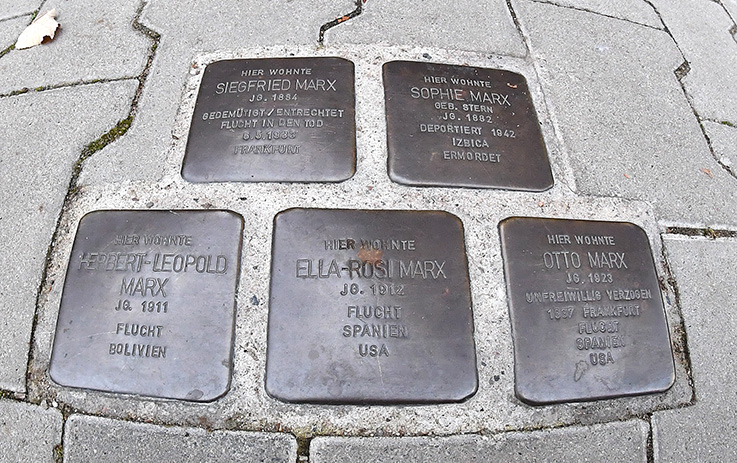 HIER WOHNTE
SIEGFRIED MARX
JG. 1884
GEDEMÜTIGT/ENTRECHTET
FLUCHT IN DEN TOD
FRANKFURT
HIER WOHNTE
SOPHIE MARX
GEB. STERN
JG. 1882
DEPORTIERT 1942
IZBICA
ERMORDET
HIER WOHNTE
HERBERT-LEOPOLD
MARX
JG. 1911
FLUCHT
BOLIVIEN
HIER WOHNTE
ELLA-ROSI MARX
JG. 1912
FLUCHT
SPANIEN
USA
HIER WOHNTE
OTTO MARX
JG. 1923
UNFREIWILLIG VERZOGEN
1937 FRANKFURT
FLUCHT
SPANIEN
USA